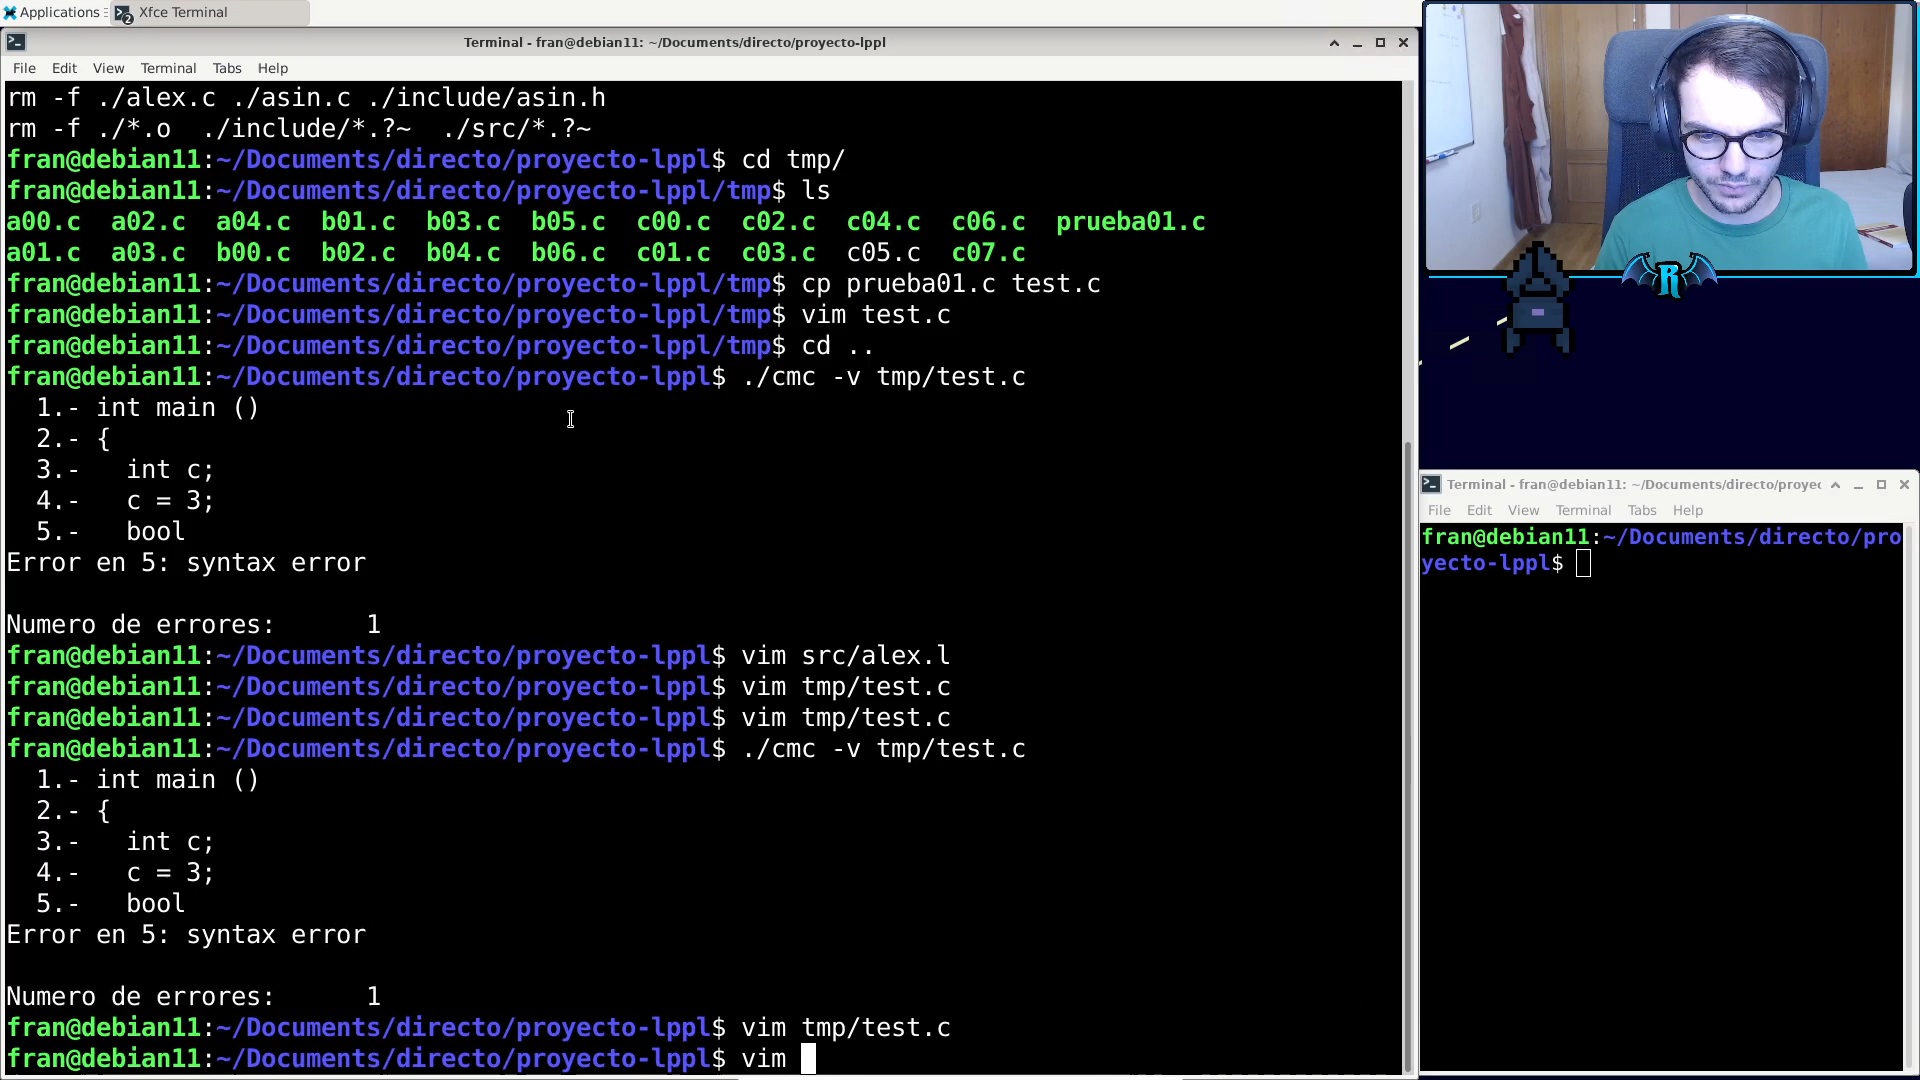 Applications
Xfce Terminal
2
Terminal - fran@debian11: ~/Documents/directo/proyecto-lppl
File Edit View Terminal Tabs Help
rm -f ./alex.c ./asin.c ./include/asin.h
rm -f ./*.o  ./include/*.?~  ./src/*.?~
fran@debian11:~/Documents/directo/proyecto-lppl$ cd tmp/
fran@debian11:~/Documents/directo/proyecto-lppl/tmp$ ls
a00.c  a02.c  a04.c  b01.c  b03.c  b05.c  c00.c  c02.c  c04.c  c06.c  prueba01.c
a01.c  a03.c  b00.c  b02.c  b04.c  b06.c  c01.c  c03.c  c05.c  c07.c
fran@debian11:~/Documents/directo/proyecto-lppl/tmp$ cp prueba01.c test.c
fran@debian11:~/Documents/directo/proyecto-lppl/tmp$ vim test.c
fran@debian11:~/Documents/directo/proyecto-lppl/tmp$ cd ..
fran@debian11:~/Documents/directo/proyecto-lppl$ ./cmc -v tmp/test.c
  1.- int main ()
  2.- {
  3.-   int c;
  4.-   c = 3;
  5.-   bool
Error en 5: syntax error
Numero de errores:      1
fran@debian11:~/Documents/directo/proyecto-lppl$ vim src/alex.l
fran@debian11:~/Documents/directo/proyecto-lppl$ vim tmp/test.c
fran@debian11:~/Documents/directo/proyecto-lppl$ vim tmp/test.c
fran@debian11:~/Documents/directo/proyecto-lppl$ ./cmc -v tmp/test.c
  1.- int main ()
  2.- {
  3.-   int c;
  4.-   c = 3;
  5.-   bool
Error en 5: syntax error
Numero de errores:      1
fran@debian11:~/Documents/directo/proyecto-lppl$ vim tmp/test.c
fran@debian11:~/Documents/directo/proyecto-lppl$ vim
R
Terminal - fran@debian11: ~/Documents/directo/proyec
File Edit View Terminal Tabs Help
fran@debian11:~/Documents/directo/pro
yecto-lppl$